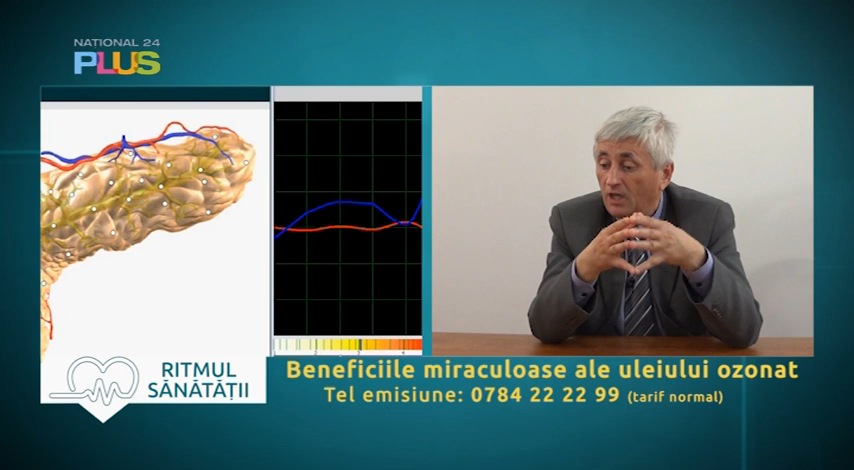 NATIONAL 24
PLUS
RITMUL
SĂNĂTĂȚII
Beneficiile miraculoase ale uleiului ozonat
Tel emisiune: 0784 22 22 99 (tarif normal)